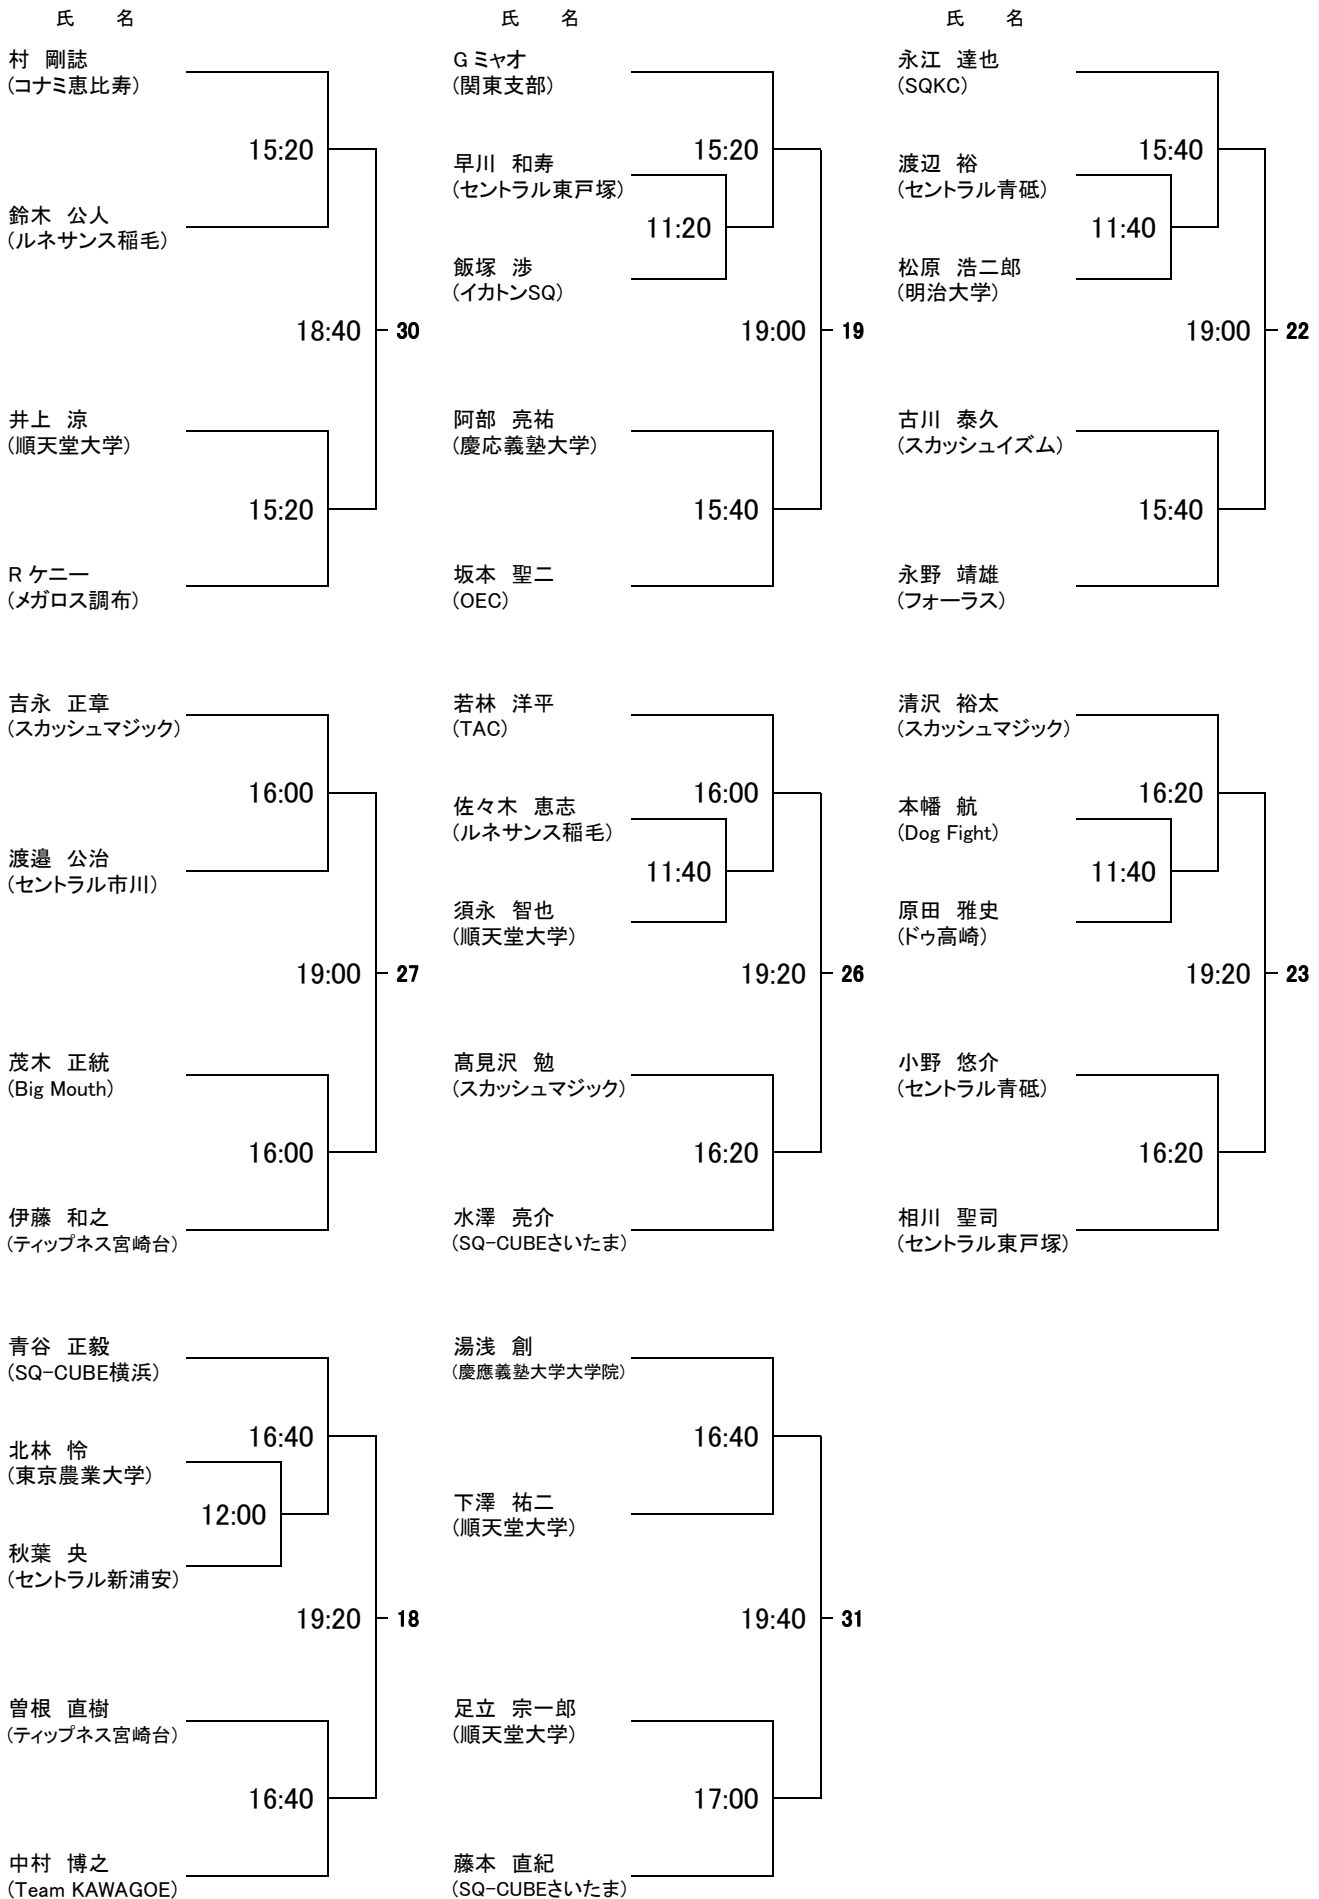 氏　名
村　剛誌
(コナミ恵比寿)
15:20
鈴木　公人
(ルネサンス稲毛)
18:40
30
井上　涼
(順天堂大学)
15:20
R ケニー
(メガロス調布)
吉永　正章
(スカッシュマジック)
16:00
渡邉　公治
(セントラル市川)
19:00
27
茂木　正統
(Big Mouth)
16:00
伊藤　和之
(ティップネス宮崎台)
青谷　正毅
(SQ-CUBE横浜)
16:40
北林　怜
(東京農業大学)
12:00
秋葉　央
(セントラル新浦安)
19:20
18
曽根　直樹
(ティップネス宮崎台)
16:40
中村　博之
(Team KAWAGOE)
氏　名
G ミャオ
(関東支部)
15:20
早川　和寿
(セントラル東戸塚)
11:20
飯塚　渉
(イカトンSQ)
19:00
19
阿部　亮祐
(慶応義塾大学)
15:40
坂本　聖二
(OEC)
若林　洋平
(TAC)
16:00
佐々木　恵志
(ルネサンス稲毛)
11:40
須永　智也
(順天堂大学)
19:20
26
髙見沢　勉
(スカッシュマジック)
16:20
水澤　亮介
(SQ-CUBEさいたま)
湯浅　創
(慶應義塾大学大学院)
16:40
下澤　祐二
(順天堂大学)
19:40
31
足立　宗一郎
(順天堂大学)
17:00
藤本　直紀
(SQ-CUBEさいたま)
氏　名
永江　達也
(SQKC)
15:40
渡辺　裕
(セントラル青砥)
11:40
松原　浩二郎
(明治大学)
19:00
22
古川　泰久
(スカッシュイズム)
15:40
永野　靖雄
(フォーラス)
清沢　裕太
(スカッシュマジック)
16:20
本幡　航
(Dog Fight)
11:40
原田　雅史
(ドゥ高崎)
19:20
23
小野　悠介
(セントラル青砥)
16:20
相川　聖司
(セントラル東戸塚)